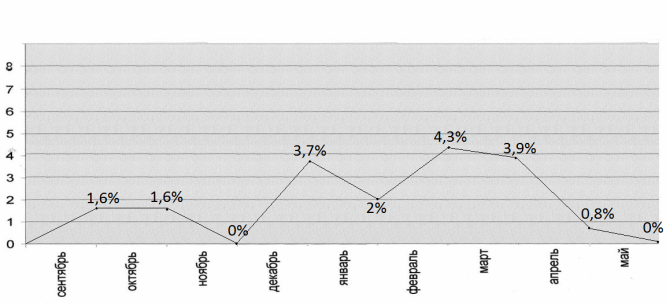 8
7
6
5
4
3
2
1
0
1,6%
1,6%
0%
3,7%
2%
4,3%
3,9%
0,8%
0%
сентябрь
октябрь
ноябрь
декабрь
январь
февраль
март
апрель
май